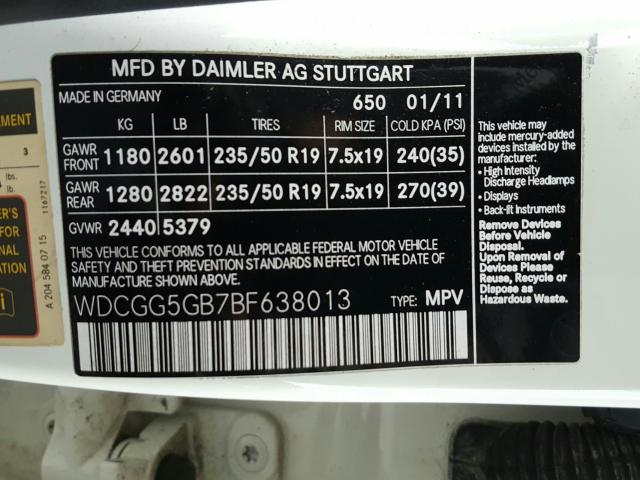 MFD BY DAIMLER AG STUTTGART
MADE IN GERMANY 650 01/11
KG LB TIRES RIM SIZE COLD KPA (PSI)
GAWR FRONT 1180 2601 235/50 R19 7.5x19 240(35)
GAWR REAR 1280 2822 235/50 R19 7.5x19 270(39)
GVWR 2440 5379
THIS VEHICLE CONFORMS TO ALL APPLICABLE FEDERAL MOTOR VEHICLE
SAFETY AND THEFT PREVENTION STANDARDS IN EFFECT ON THE DATE OF
MANUFACTURE SHOWN ABOVE.
WDCGG5GB7BF638013 TYPE: MPV
This vehicle may
include mercury-added
devices installed by the
manufacturer:
• High Intensity
Discharge Headlamps
• Displays
• Back-lit Instruments
Remove Devices
Before Vehicle
Disposal.
Upon Removal of
Devices Please
Reuse, Recycle or
Dispose as
Hazardous Waste.
3
lbs.
lb.
1167217
A 204 584 07 15